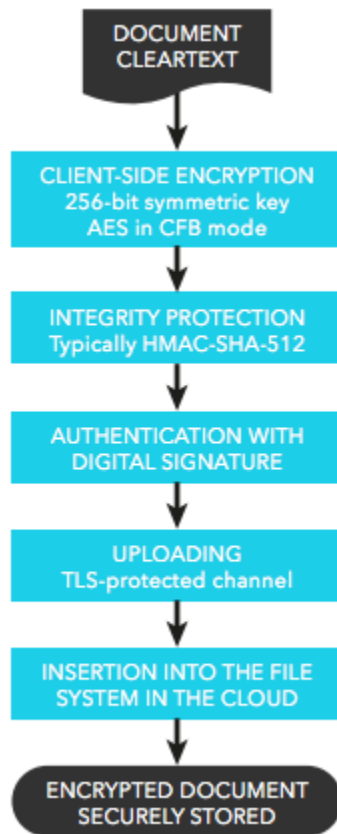 DOCUMENT
CLEARTEXT
CLIENT-SIDE ENCRYPTION
256-bit symmetric key
AES in CFB mode
INTEGRITY PROTECTION
Typically HMAC-SHA-512
AUTHENTICATION WITH
DIGITAL SIGNATURE
UPLOADING
TLS-protected channel
INSERTION INTO THE FILE
SYSTEM IN THE CLOUD
ENCRYPTED DOCUMENT
SECURELY STORED